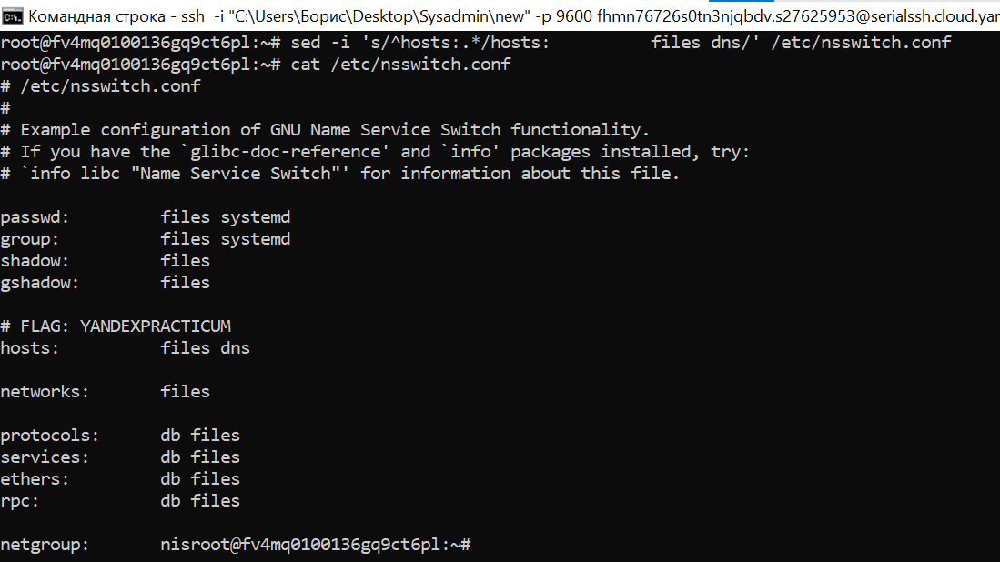 Командная строка - ssh -i "C:\Users\Борис\Desktop\Sysadmin\new" -p 9600 fhmn76726s0tn3njqbdv.s27625953@serialssh.cloud.yar
root@fv4mq0100136gq9ct6pl:~# sed -i 's/^hosts:.*/hosts:          files dns/' /etc/nsswitch.conf
root@fv4mq0100136gq9ct6pl:~# cat /etc/nsswitch.conf
# /etc/nsswitch.conf
#
# Example configuration of GNU Name Service Switch functionality.
# If you have the `glibc-doc-reference' and `info' packages installed, try:
# `info libc "Name Service Switch"' for information about this file.
passwd:         files systemd
group:          files systemd
shadow:         files
gshadow:        files
# FLAG: YANDEXPRACTICUM
hosts:          files dns
networks:       files
protocols:      db files
services:       db files
ethers:         db files
rpc:            db files
netgroup:       nisroot@fv4mq0100136gq9ct6pl:~#